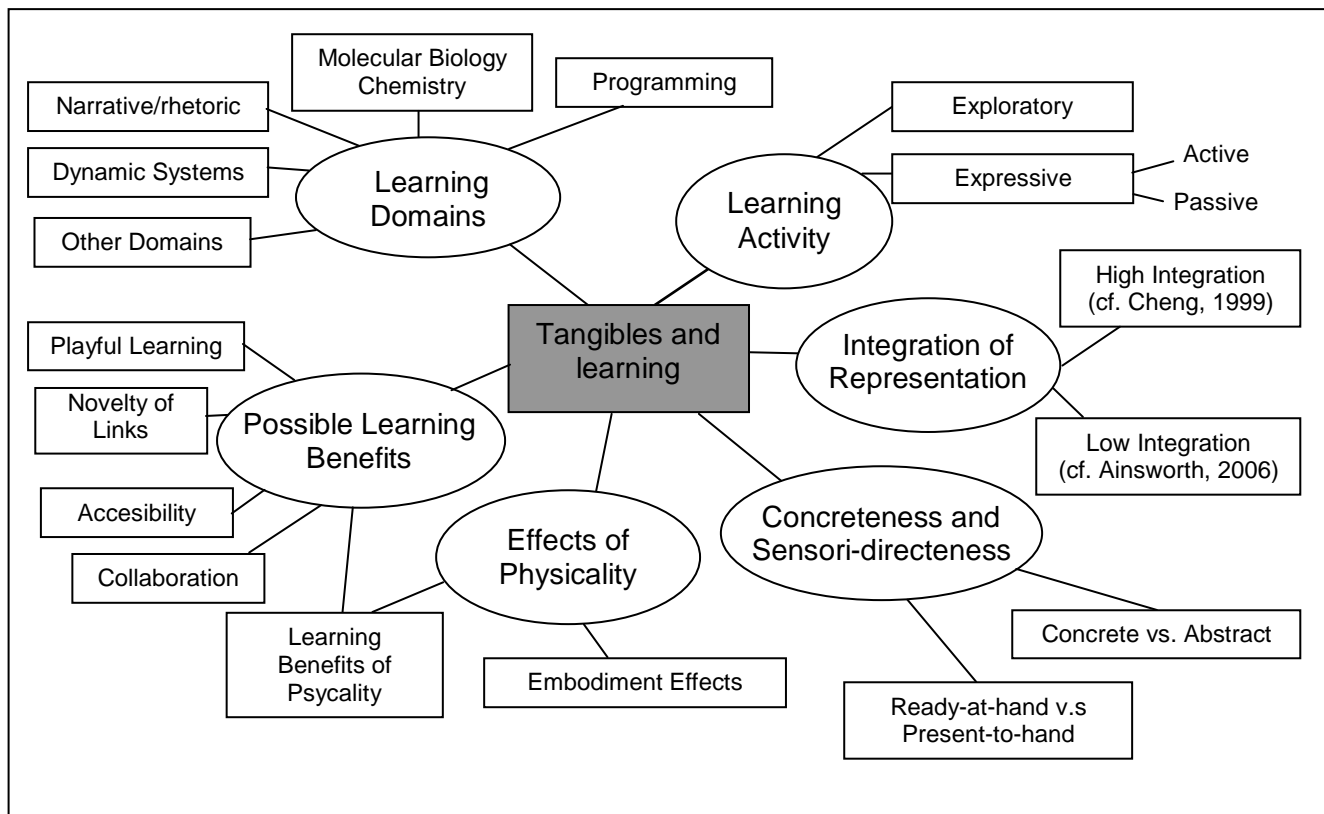 Molecular Biology
Chemistry
Programming
Narrative/rhetoric
Exploratory
Dynamic Systems
Learning
Domains
Expressive
Active
Passive
Learning
Activity
Other Domains
High Integration
(cf. Cheng, 1999)
Tangibles and
learning
Playful Learning
Integration of
Representation
Novelty of
Links
Possible Learning
Benefits
Low Integration
(cf. Ainsworth, 2006)
Accesibility
Concreteness and
Sensori-directeness
Effects of
Physicality
Collaboration
Learning
Benefits of
Psycality
Concrete vs. Abstract
Embodiment Effects
Ready-at-hand v.s
Present-to-hand